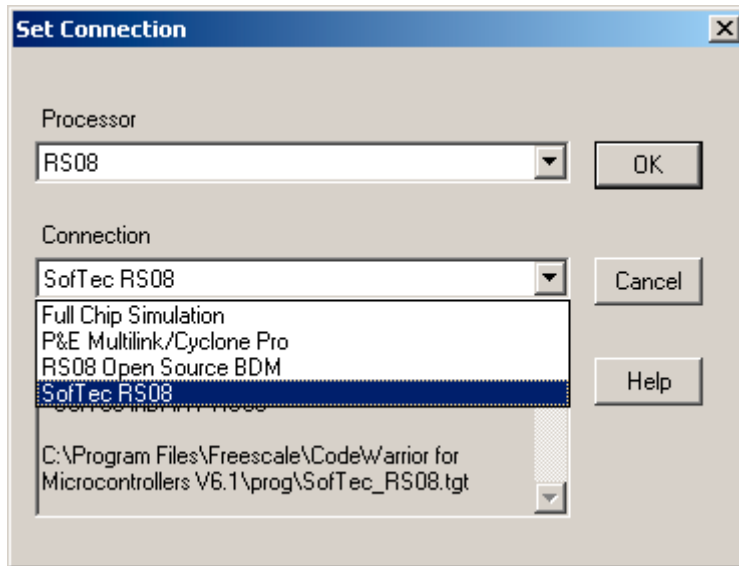 Set Connection
Processor
RS08
OK
Connection
SofTec RS08
Cancel
Full Chip Simulation
P&E Multilink/Cyclone Pro
RS08 Open Source BDM
SofTec RS08
Help
C:\Program Files\Freescale\CodeWarrior for
Microcontrollers V6.1\prog\SofTec_RS08.tgt